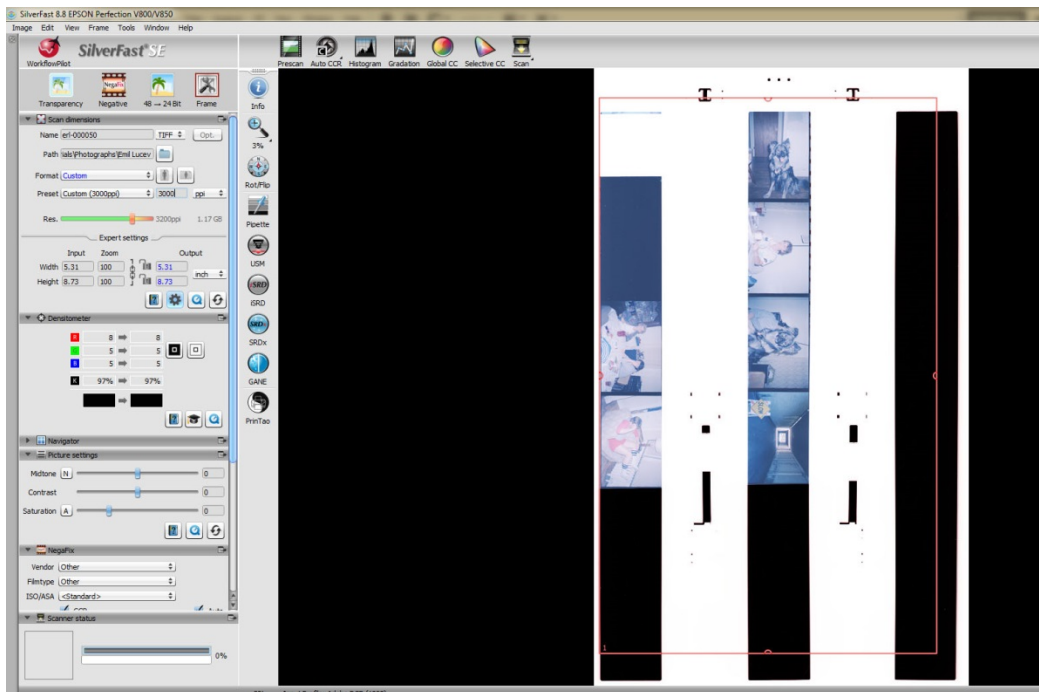 SilverFast 8.8 EPSON Perfection V800/V850
Image Edit View Frame Tools Window Help
WorkflowPilot
SilverFast SE
Prescan Auto CCR Histogram Gradation Global CC Selective CC Scan
Transparency Negative 48 → 24 Bit Frame
NegaFix
Scan dimensions
Name erl-000050 TIFF Opt.
Path ials\Photographs\Emil Lucev
Format Custom
Preset Custom (3000ppi) 3000 ppi
Res. 3200ppi 1.17 GB
Expert settings
Input Zoom Output
Width 5.31 100 5.31
inch
Height 8.73 100 8.73
Densitometer
R 8 8
G 5 5
B 5 5
K 97% 97%
Navigator
Picture settings
Midtone N 0
Contrast 0
Saturation A 0
NegaFix
Vendor Other
Filmtype Other
ISO/ASA <Standard>
Scanner status
0%
Info
3%
Rot/Flip
Pipette
USM
iSRD
iSRD
SRDx
SRDx
GANE
PrinTao
T T
1